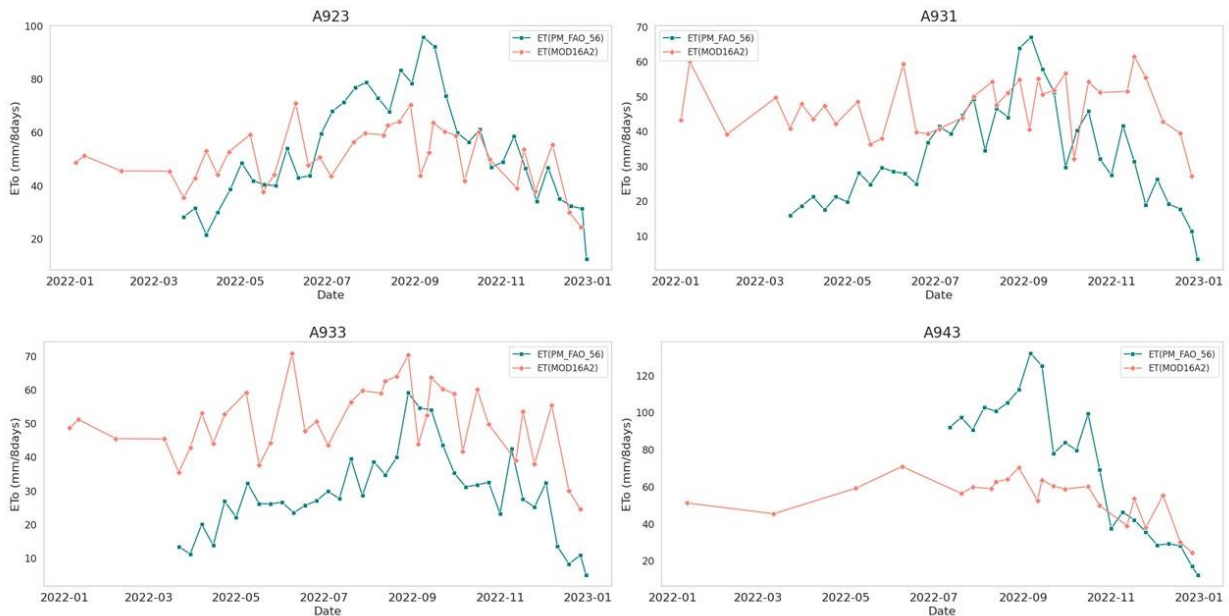 A923
ET(PM_FAO_56)
ET(MOD16A2)
ETo (mm/8days)
100
80
60
40
20
2022-01 2022-03 2022-05 2022-07 2022-09 2022-11 2023-01
Date
A931
ET(PM_FAO_56)
ET(MOD16A2)
ETo (mm/8days)
70
60
50
40
30
20
10
2022-01 2022-03 2022-05 2022-07 2022-09 2022-11 2023-01
Date
A933
ET(PM_FAO_56)
ET(MOD16A2)
ETo (mm/8days)
70
60
50
40
30
20
10
2022-01 2022-03 2022-05 2022-07 2022-09 2022-11 2023-01
Date
A943
ET(PM_FAO_56)
ET(MOD16A2)
ETo (mm/8days)
120
100
80
60
40
20
2022-01 2022-03 2022-05 2022-07 2022-09 2022-11 2023-01
Date